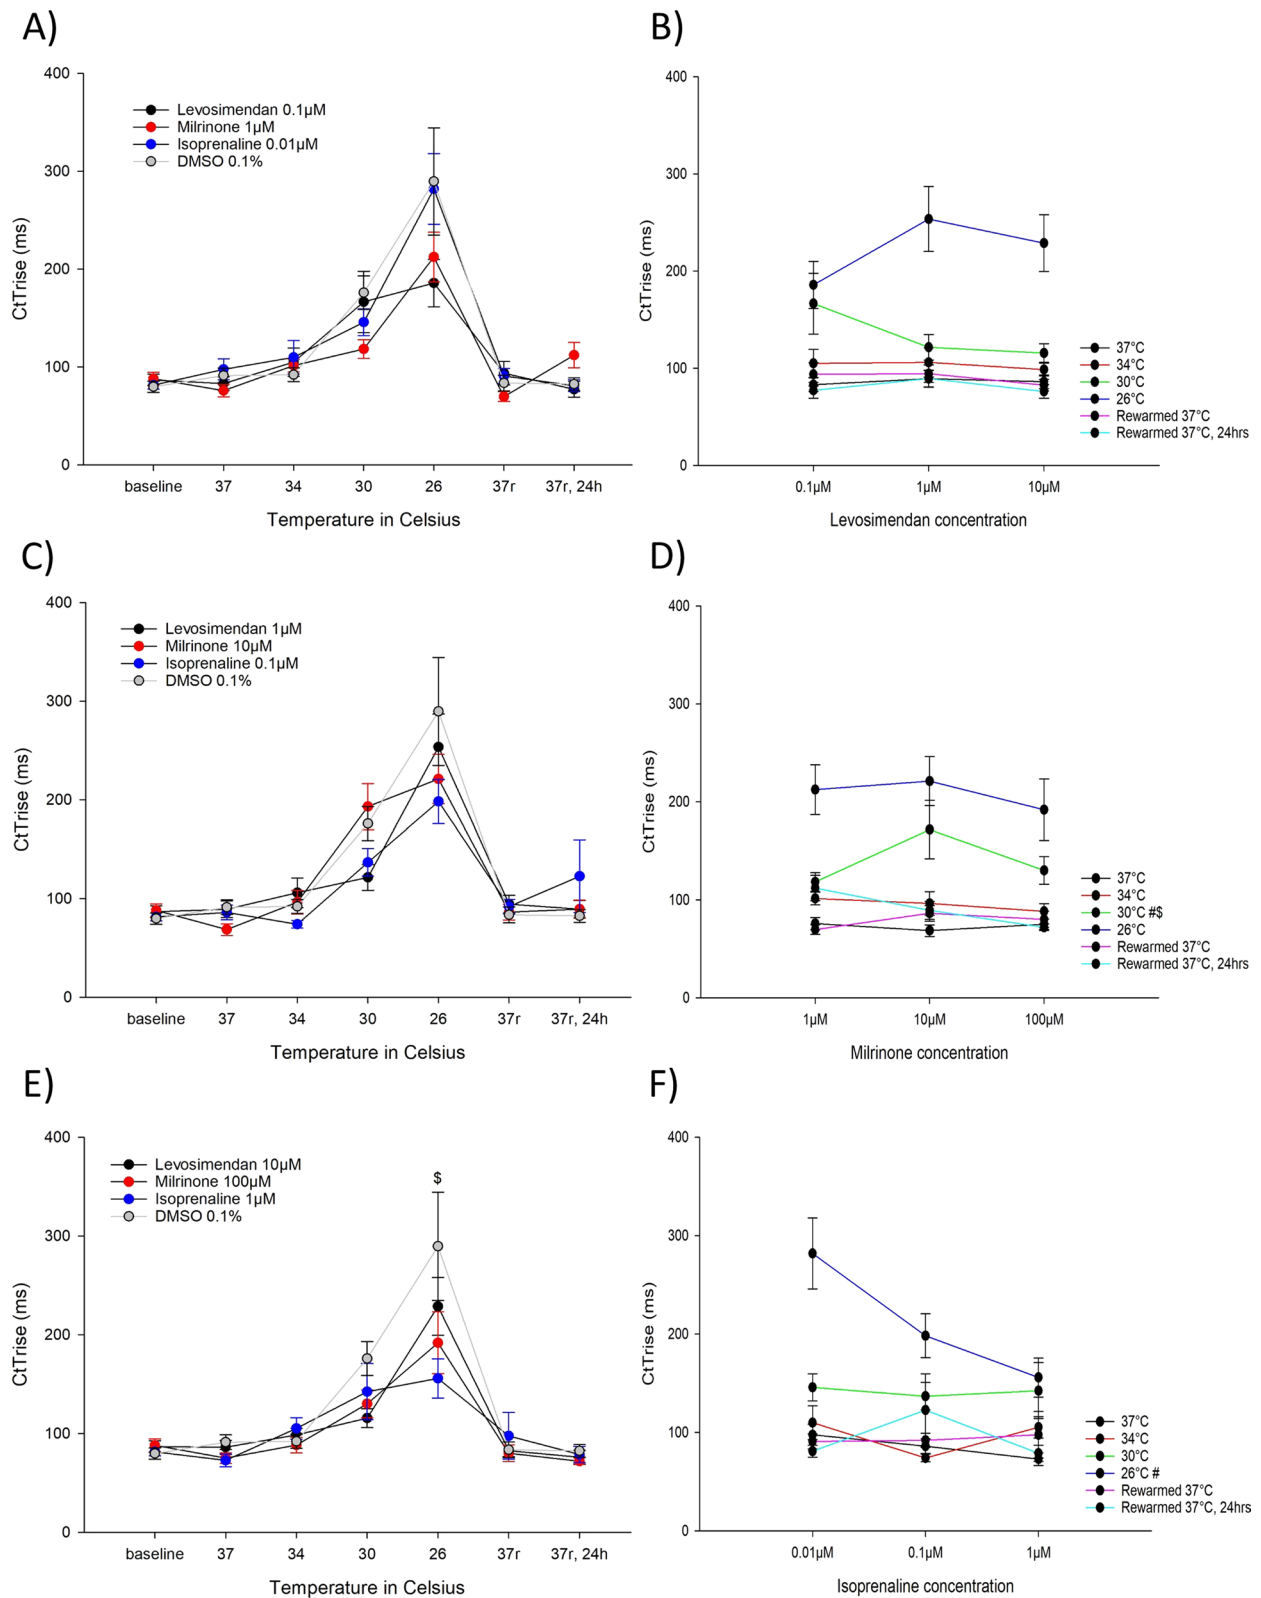 A)
400
300
200
100
0
CtTrise (ms)
Levosimendan 0.1µM
Milrinone 1µM
Isoprenaline 0.01µM
DMSO 0.1%
baseline 37 34 30 26 37r 37r, 24h
Temperature in Celsius
B)
400
300
200
100
0
CtTrise (ms)
37°C
34°C
30°C
26°C
Rewarmed 37°C
Rewarmed 37°C, 24hrs
0.1µM 1µM 10µM
Levosimendan concentration
C)
400
300
200
100
0
CtTrise (ms)
Levosimendan 1µM
Milrinone 10µM
Isoprenaline 0.1µM
DMSO 0.1%
baseline 37 34 30 26 37r 37r, 24h
Temperature in Celsius
D)
400
300
200
100
0
CtTrise (ms)
37°C
34°C
30°C #$
26°C
Rewarmed 37°C
Rewarmed 37°C, 24hrs
1µM 10µM 100µM
Milrinone concentration
E)
400
300
200
100
0
CtTrise (ms)
Levosimendan 10µM
Milrinone 100µM
Isoprenaline 1µM
DMSO 0.1%
$
baseline 37 34 30 26 37r 37r, 24h
Temperature in Celsius
F)
400
300
200
100
0
CtTrise (ms)
37°C
34°C
30°C
26°C #
Rewarmed 37°C
Rewarmed 37°C, 24hrs
0.01µM 0.1µM 1µM
Isoprenaline concentration